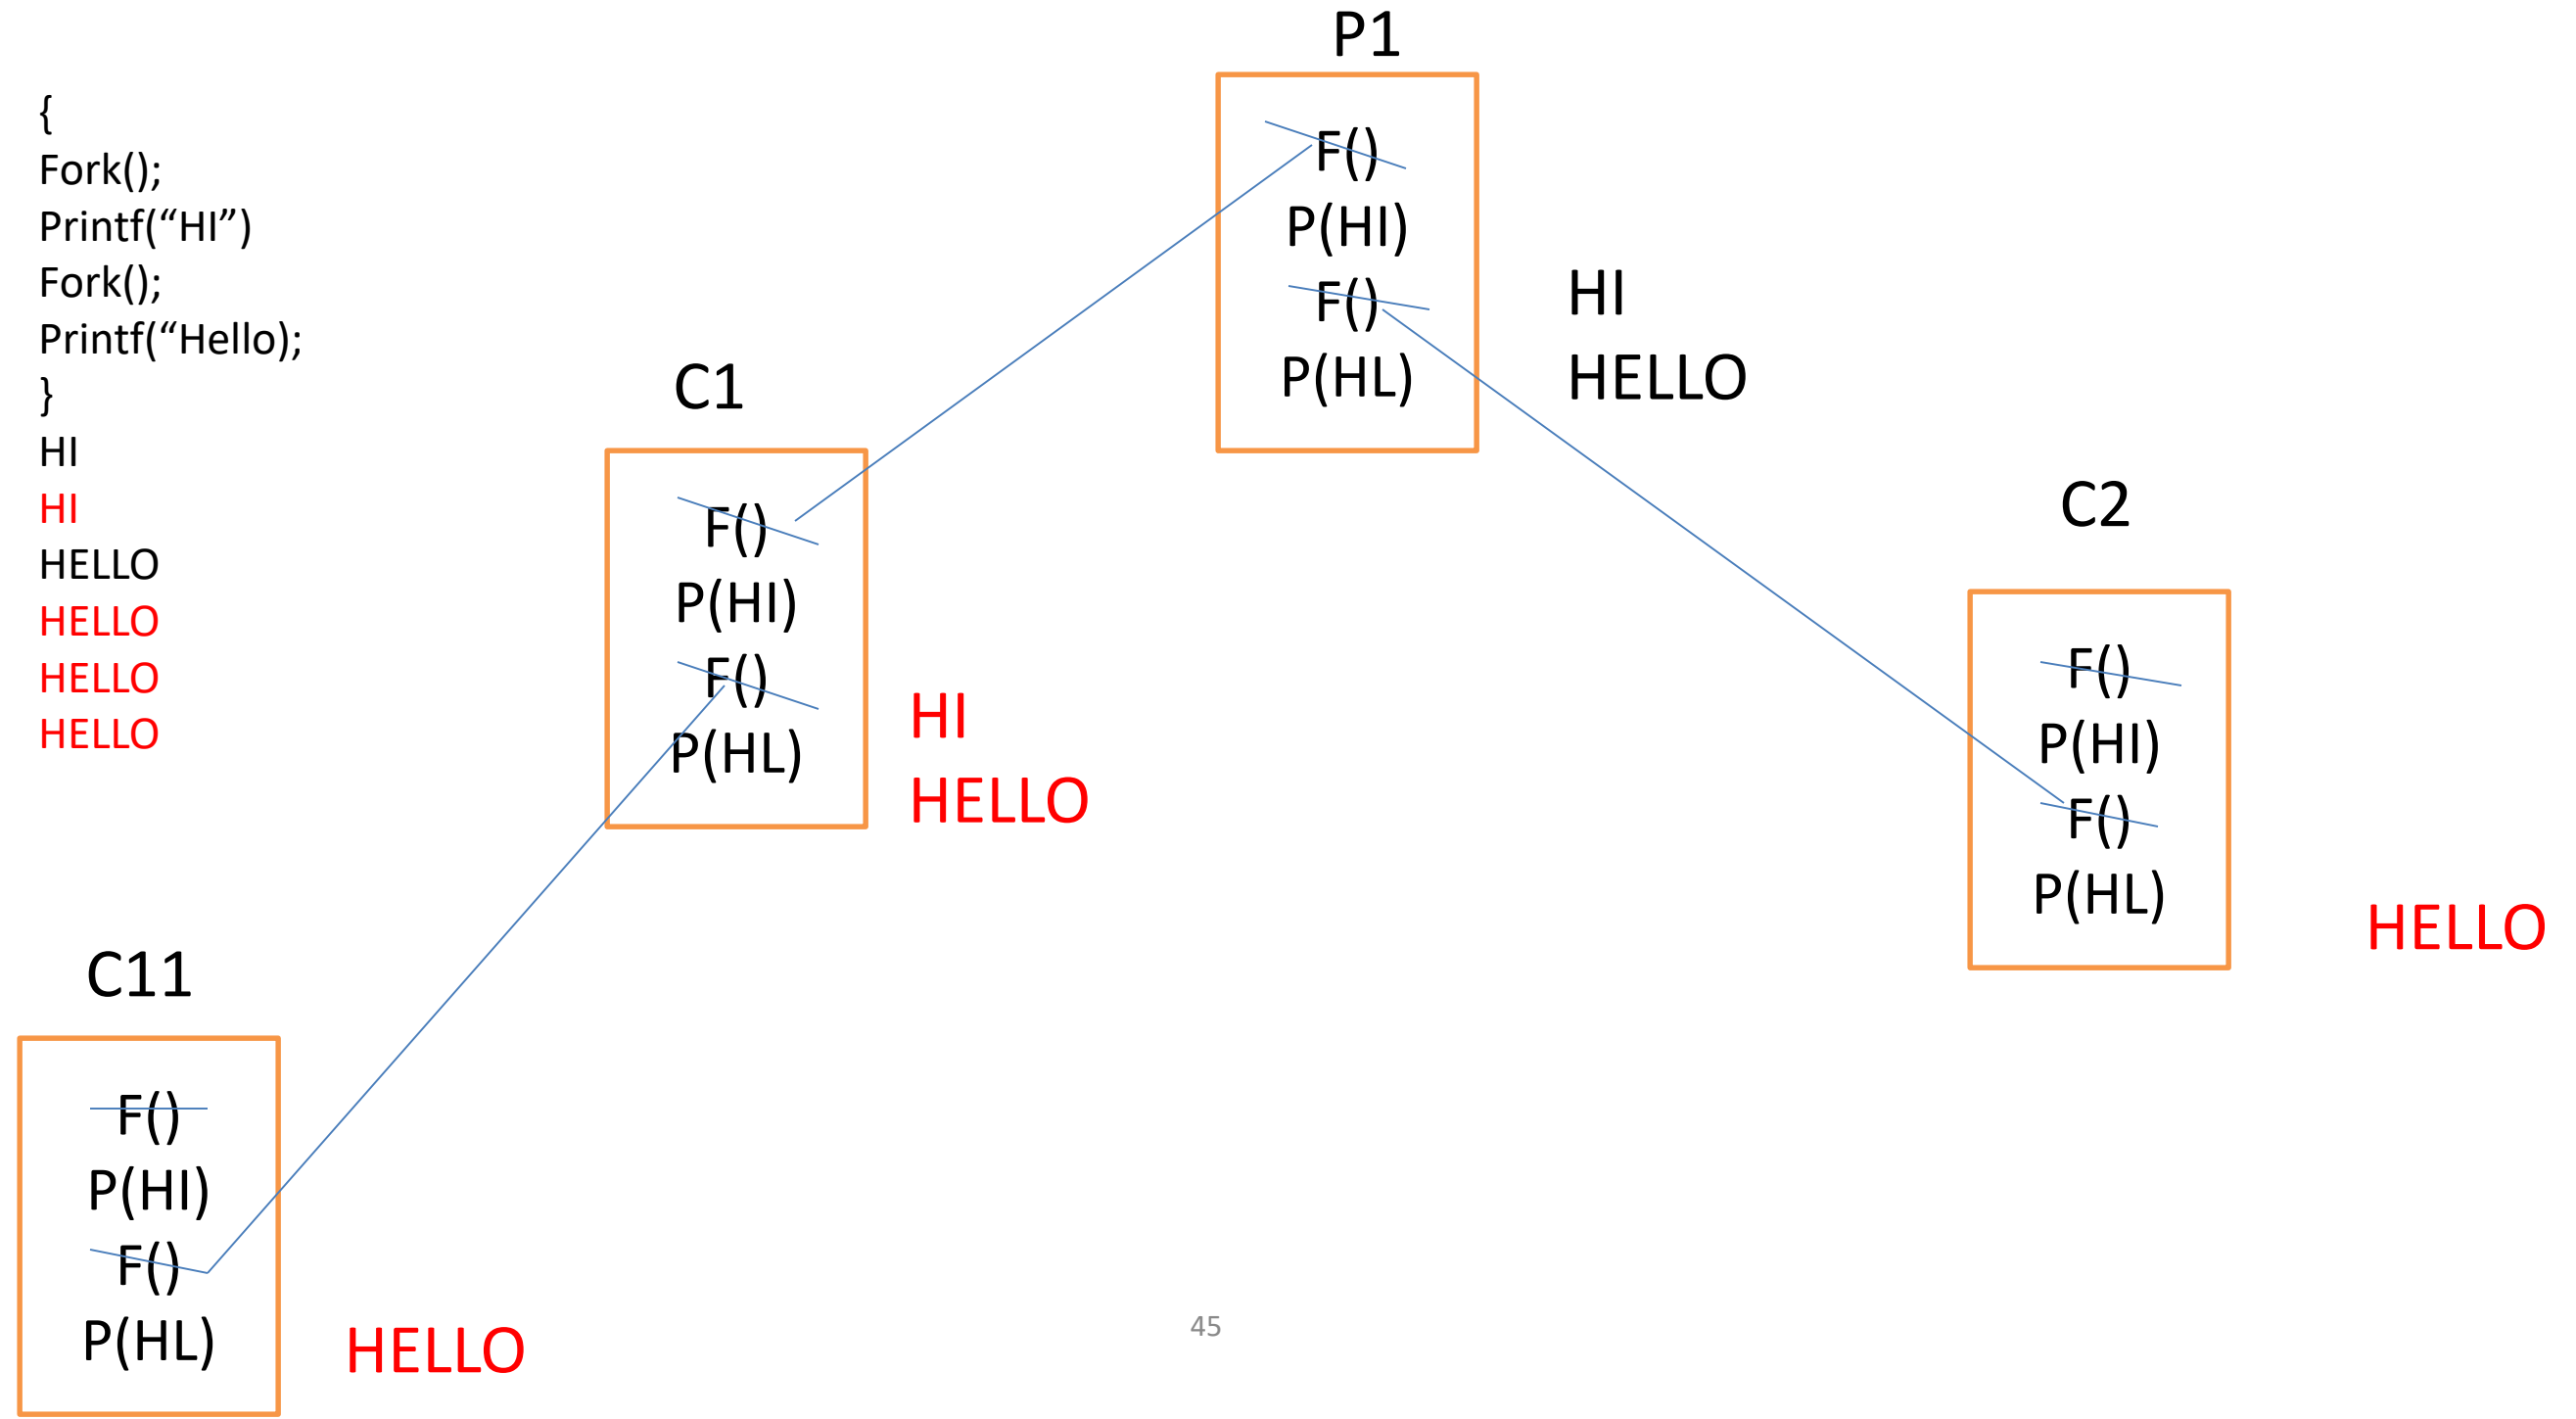 {
Fork();
Printf(“HI”)
Fork();
Printf(“Hello);
}
HI
HI
HELLO
HELLO
HELLO
HELLO
P1
F()
P(HI)
F()
P(HL)
HI
HELLO
C1
F()
P(HI)
F()
P(HL)
HI
HELLO
C2
F()
P(HI)
F()
P(HL)
HELLO
C11
F()
P(HI)
F()
P(HL)
HELLO
45